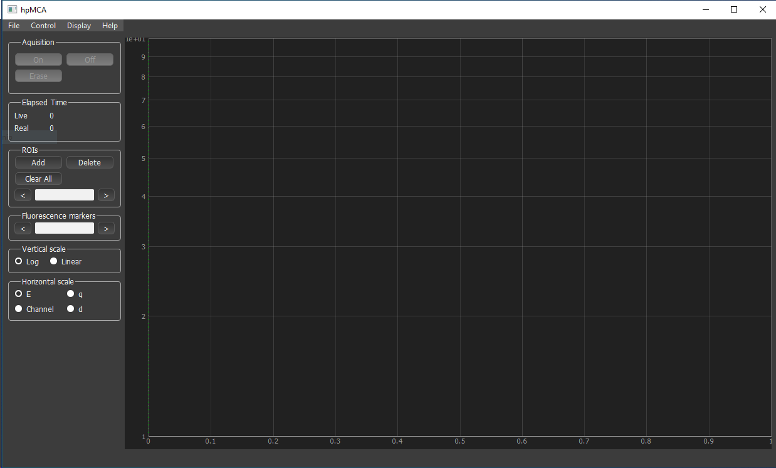 hpMCA
File Control Display Help
Aquisition
On Off
Erase
Elapsed Time
Live 0
Real 0
ROIs
Add Delete
Clear All
< >
Fluorescence markers
< >
Vertical scale
Log Linear
Horizontal scale
E q
Channel d
1e+01
9
8
7
6
5
4
3
2
1
0 0.1 0.2 0.3 0.4 0.5 0.6 0.7 0.8 0.9 1